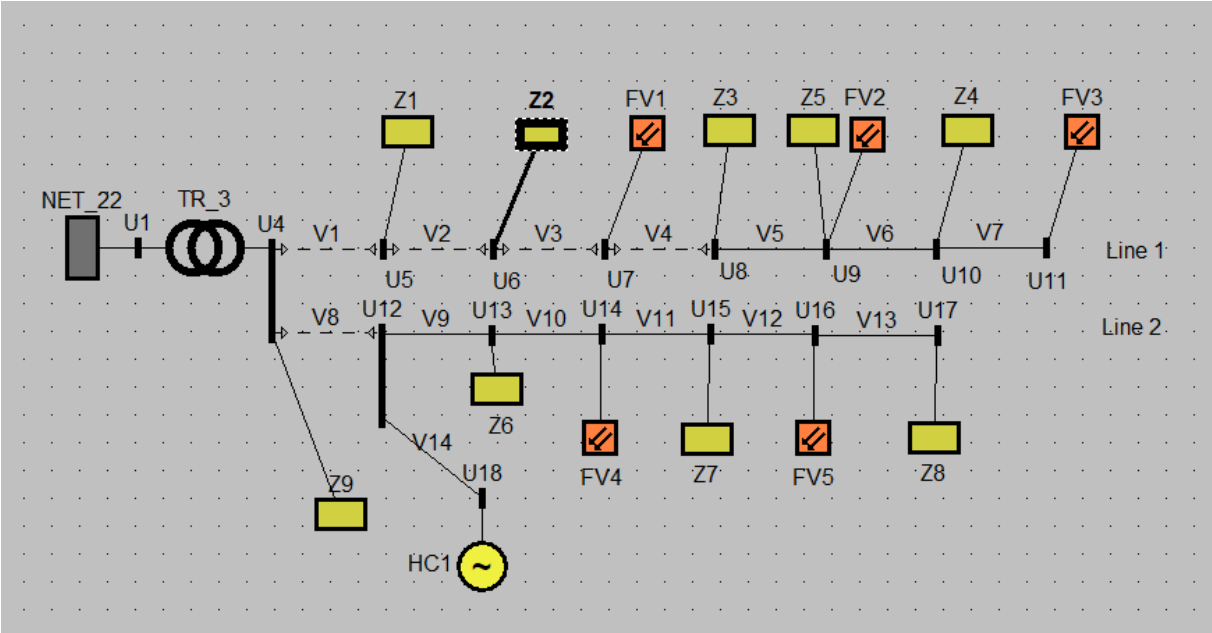 Z1 Z2 FV1 Z3 Z5 FV2 Z4 FV3
NET_22 U1 TR_3 U4 V1 V2 V3 V4 V5 V6 V7 Line 1
U5 U6 U7 U8 U9 U10 U11
V8 U12 V9 U13 V10 U14 V11 U15 V12 U16 V13 U17 Line 2
Z6
V14
U18 FV4 Z7 FV5 Z8
Z9
HC1 ~